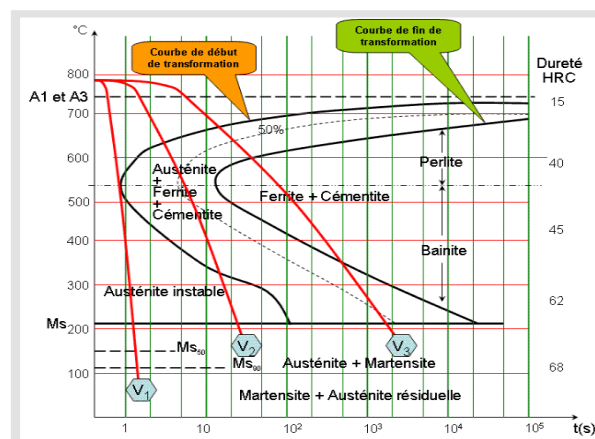 °C
Courbe de début
de transformation
Courbe de fin de
transformation
Dureté
HRC
800
A1 et A3
15
700
50%
600
Austénite
+
Ferrite
+
Cémentite
Perlite
40
Ferrite + Cémentite
500
400
45
Bainite
300
Austénite instable
62
Ms
200
Ms50
V2
V3
Austénite + Martensite
Ms90
68
100
V1
Martensite + Austénite résiduelle
1
10
10²
10³
10⁴
10⁵
t(s)